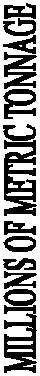 MILLIONS OF METRIC TONNAGE